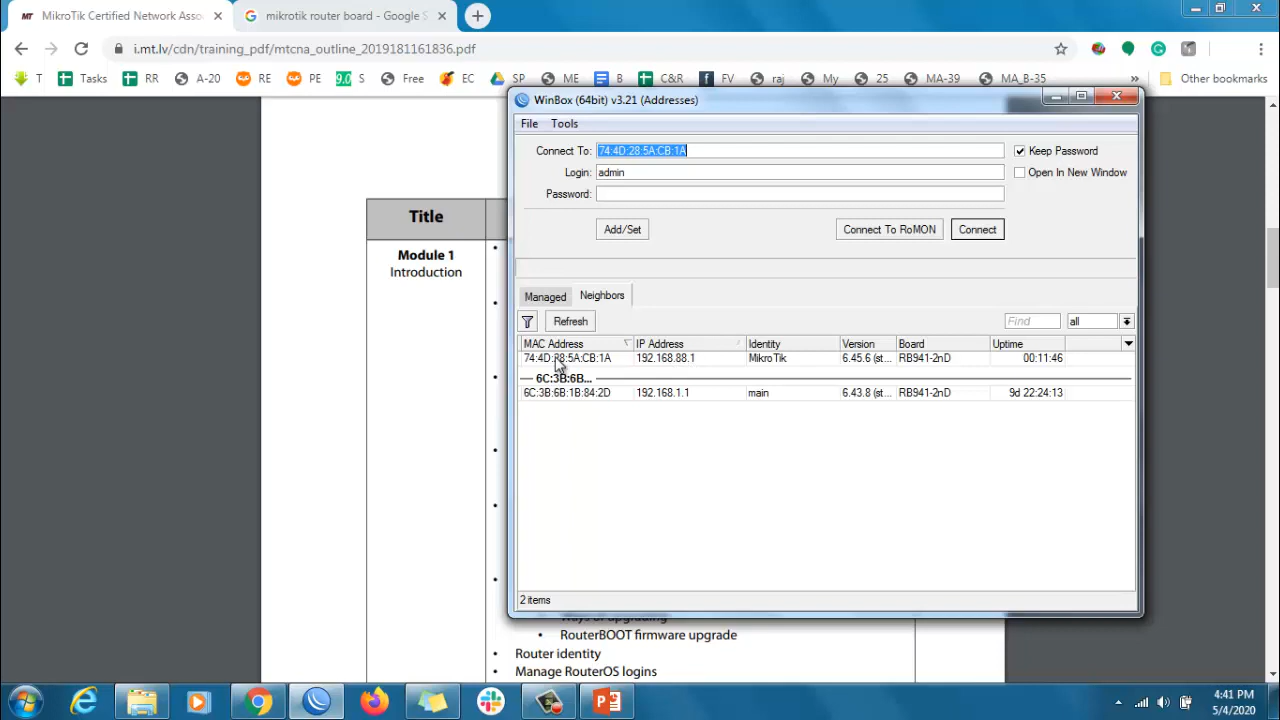 MikroTik Certified Network Asso
mikrotik router board - Google S
i.mt.lv/cdn/training_pdf/mtcna_outline_2019181161836.pdf
T Tasks RR A-20 RE PE 9.0 S Free EC SP ME B C&R FV raj My 25 MA-39 MA_B-35 » Other bookmarks
WinBox (64bit) v3.21 (Addresses)
File Tools
Connect To: 74:4D:28:5A:CB:1A Keep Password
Login: admin Open In New Window
Password:
Add/Set Connect To RoMON Connect
Managed Neighbors
Refresh Find all
MAC Address IP Address Identity Version Board Uptime
74:4D:28:5A:CB:1A 192.168.88.1 MikroTik 6.45.6 (st... RB941-2nD 00:11:46
6C:3B:6B...
6C:3B:6B:1B:84:2D 192.168.1.1 main 6.43.8 (st... RB941-2nD 9d 22:24:13
2 items
Title
Module 1
Introduction
Ways of upgrading
• RouterBOOT firmware upgrade
• Router identity
• Manage RouterOS logins
4:41 PM
5/4/2020